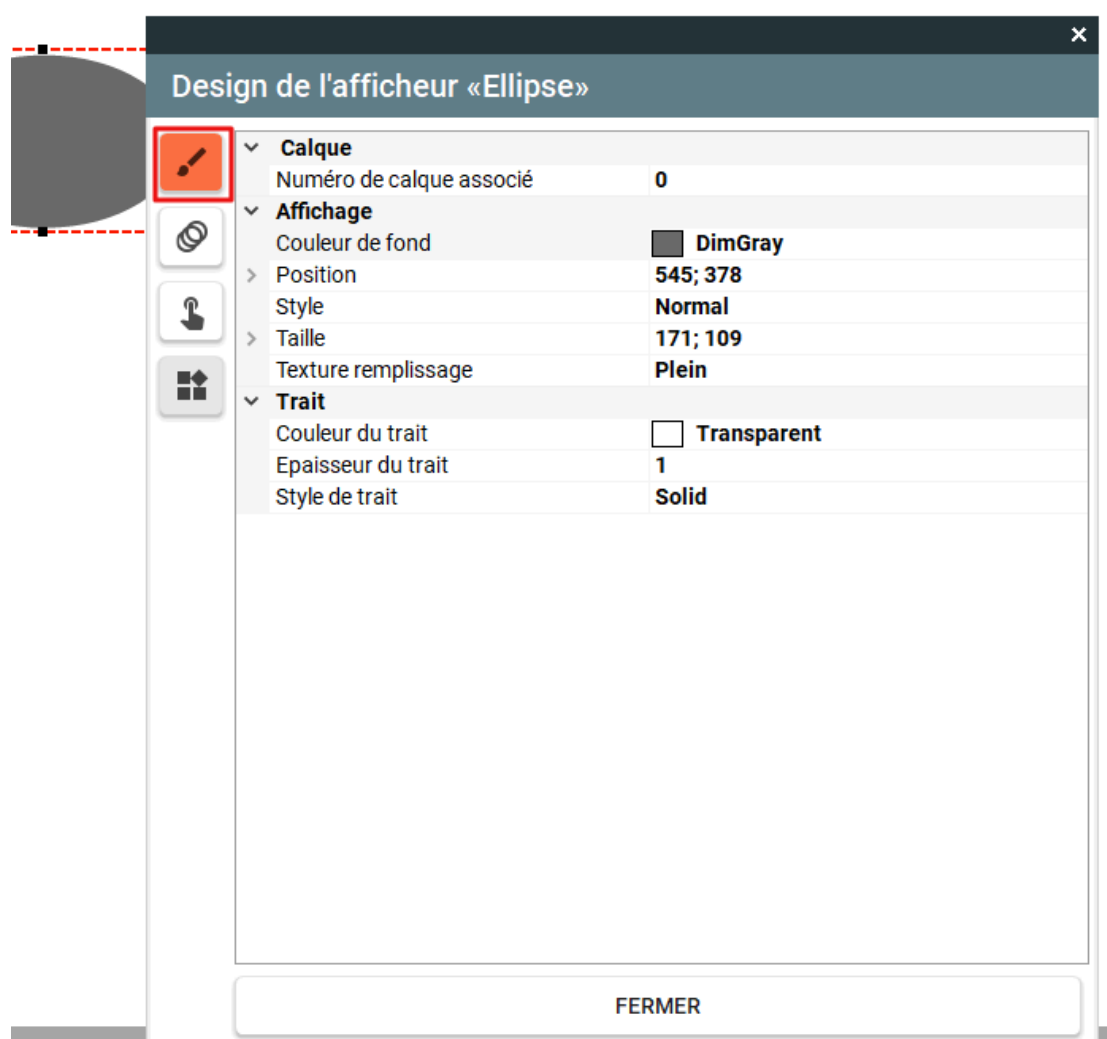 Design de l'afficheur «Ellipse»
Calque
Numéro de calque associé 0
Affichage
Couleur de fond DimGray
Position 545; 378
Style Normal
Taille 171; 109
Texture remplissage Plein
Trait
Couleur du trait Transparent
Epaisseur du trait 1
Style de trait Solid
FERMER